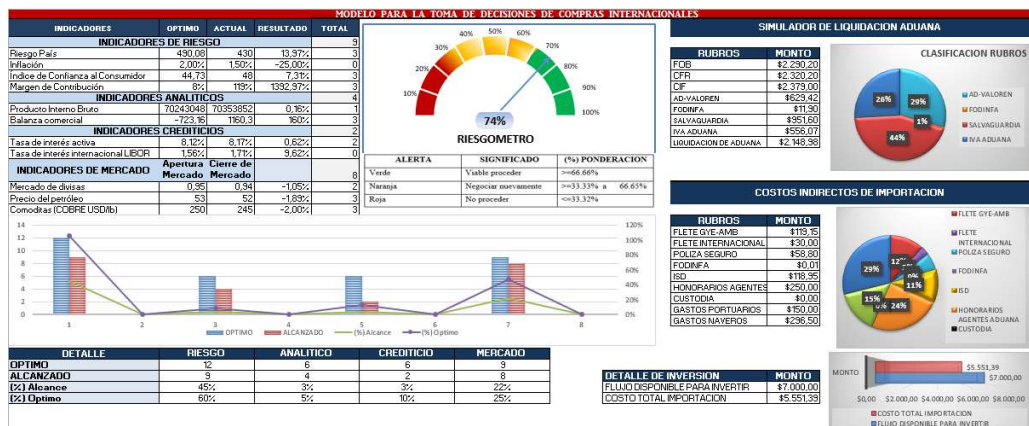 MODELO PARA LA TOMA DE DECISIONES DE COMPRAS INTERNACIONALES
INDICADORES OPTIMO ACTUAL RESULTADO TOTAL
INDICADORES DE RIESGO 9
Riesgo País 490,08 430 13,97% 3
Inflación 2,00% 1,50% -25,00% 0
Indice de Confianza al Consumidor 44,73 48 7,31% 3
Margen de Contribución 8% 119% 1392,97% 3
INDICADORES ANALITICOS 4
Producto Interno Bruto 70243048 70353852 0,16% 1
Balanza comercial -723,16 1160,3 160% 3
INDICADORES CREDITICIOS 2
Tasa de interés activa 8,12% 8,17% 0,62% 2
Tasa de interés internacional LIBOR 1,56% 1,71% 9,62% 0
INDICADORES DE MERCADO Apertura Mercado Cierre de Mercado 8
Mercado de divisas 0,95 0,94 -1,05% 2
Precio del petróleo 53 52 -1,89% 3
Comoditas (COBRE USD/lb) 250 245 -2,00% 3
10% 20% 30% 40% 50% 60% 70% 80% 90% 100%
74%
RIESGOMETRO
ALERTA SIGNIFICADO (%) PONDERACION
Verde Viable proceder >=66.66%
Naranja Negociar nuevamente >=33.33% a 66.65%
Roja No proceder <=33.32%
14 12 10 8 6 4 2 0
120% 100% 80% 60% 40% 20% 0%
1 2 3 4 5 6 7 8
OPTIMO ALCANZADO (%) Alcance (%) Optimo
DETALLE RIESGO ANALITICO CREDITICIO MERCADO
OPTIMO 12 6 6 9
ALCANZADO 9 4 2 8
(%) Alcance 45% 3% 3% 22%
(%) Optimo 60% 5% 10% 25%
SIMULADOR DE LIQUIDACION ADUANA
RUBROS MONTO
FOB $2.290,20
CFR $2.320,20
CIF $2.379,00
AD-VALOREN $629,42
FODINFA $11,90
SALVAGUARDIA $951,60
IVA ADUANA $556,07
LIQUIDACION DE ADUANA $2.148,98
CLASIFICACION RUBROS
26% 29% 1% 44%
AD-VALOREN
FODINFA
SALVAGUARDIA
IVA ADUANA
COSTOS INDIRECTOS DE IMPORTACION
RUBROS MONTO
FLETE GYE-AMB $119,15
FLETE INTERNACIONAL $30,00
POLIZA SEGURO $58,80
FODINFA $0,01
ISD $118,95
HONORARIOS AGENTES $250,00
CUSTODIA $0,00
GASTOS PORTUARIOS $150,00
GASTOS NAVEROS $296,50
29% 12% 11% 24% 15%
FLETE GYE-AMB
FLETE
INTERNACIONAL
POLIZA SEGURO
FODINFA
ISD
HONORARIOS
AGENTES ADUANA
CUSTODIA
DETALLE DE INVERSION MONTO
FLUJO DISPONIBLE PARA INVERTIR $7.000,00
COSTO TOTAL IMPORTACION $5.551,39
MONTO
$5.551,39
$7.000,00
$0,00 $2.000,00 $4.000,00 $6.000,00 $8.000,00
COSTO TOTAL IMPORTACION
FLUJO DISPONIBLE PARA INVERTIR